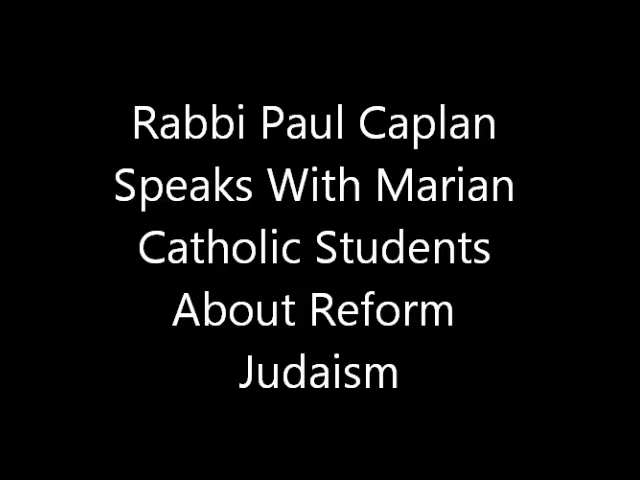 Rabbi Paul Caplan
Speaks With Marian
Catholic Students
About Reform
Judaism